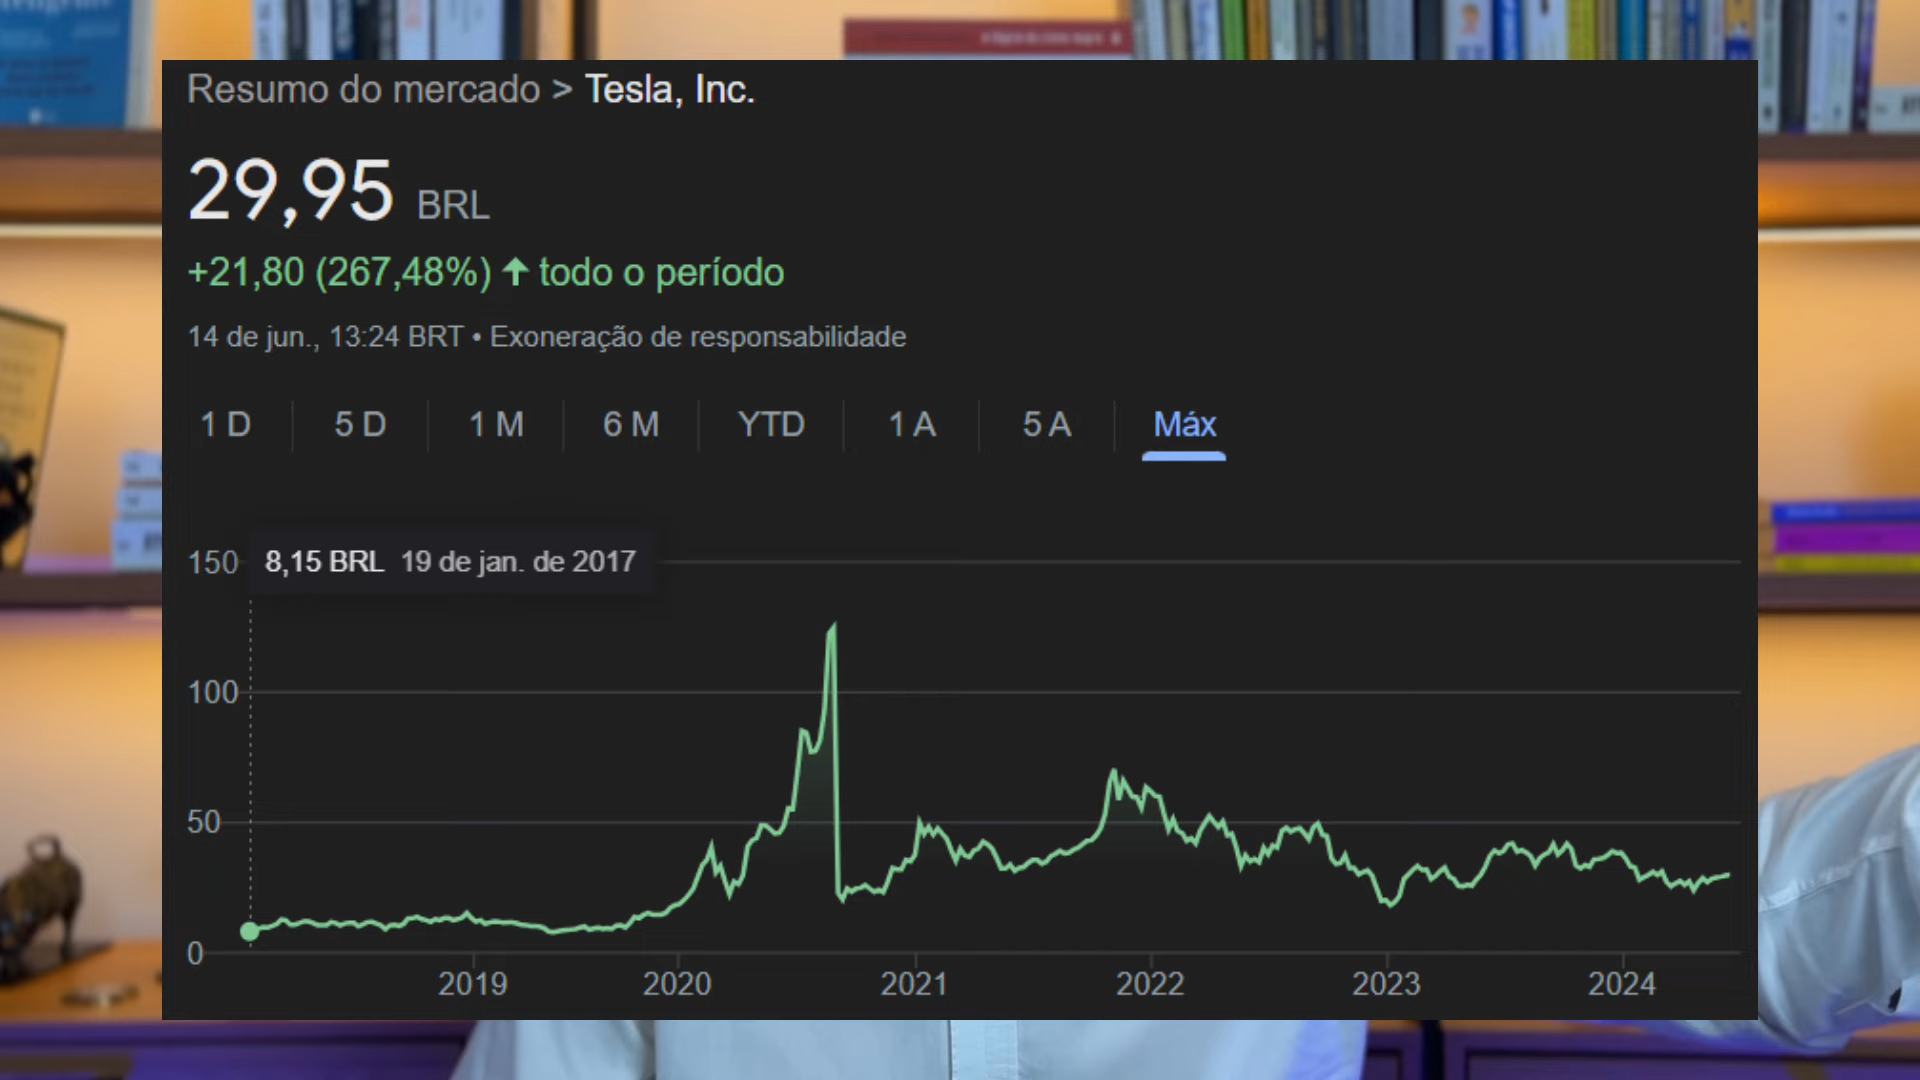 Resumo do mercado > Tesla, Inc.
29,95 BRL
+21,80 (267,48%) ↑ todo o período
14 de jun., 13:24 BRT • Exoneração de responsabilidade
1 D 5 D 1 M 6 M YTD 1 A 5 A Máx
150 8,15 BRL 19 de jan. de 2017
100
50
0
2019 2020 2021 2022 2023 2024